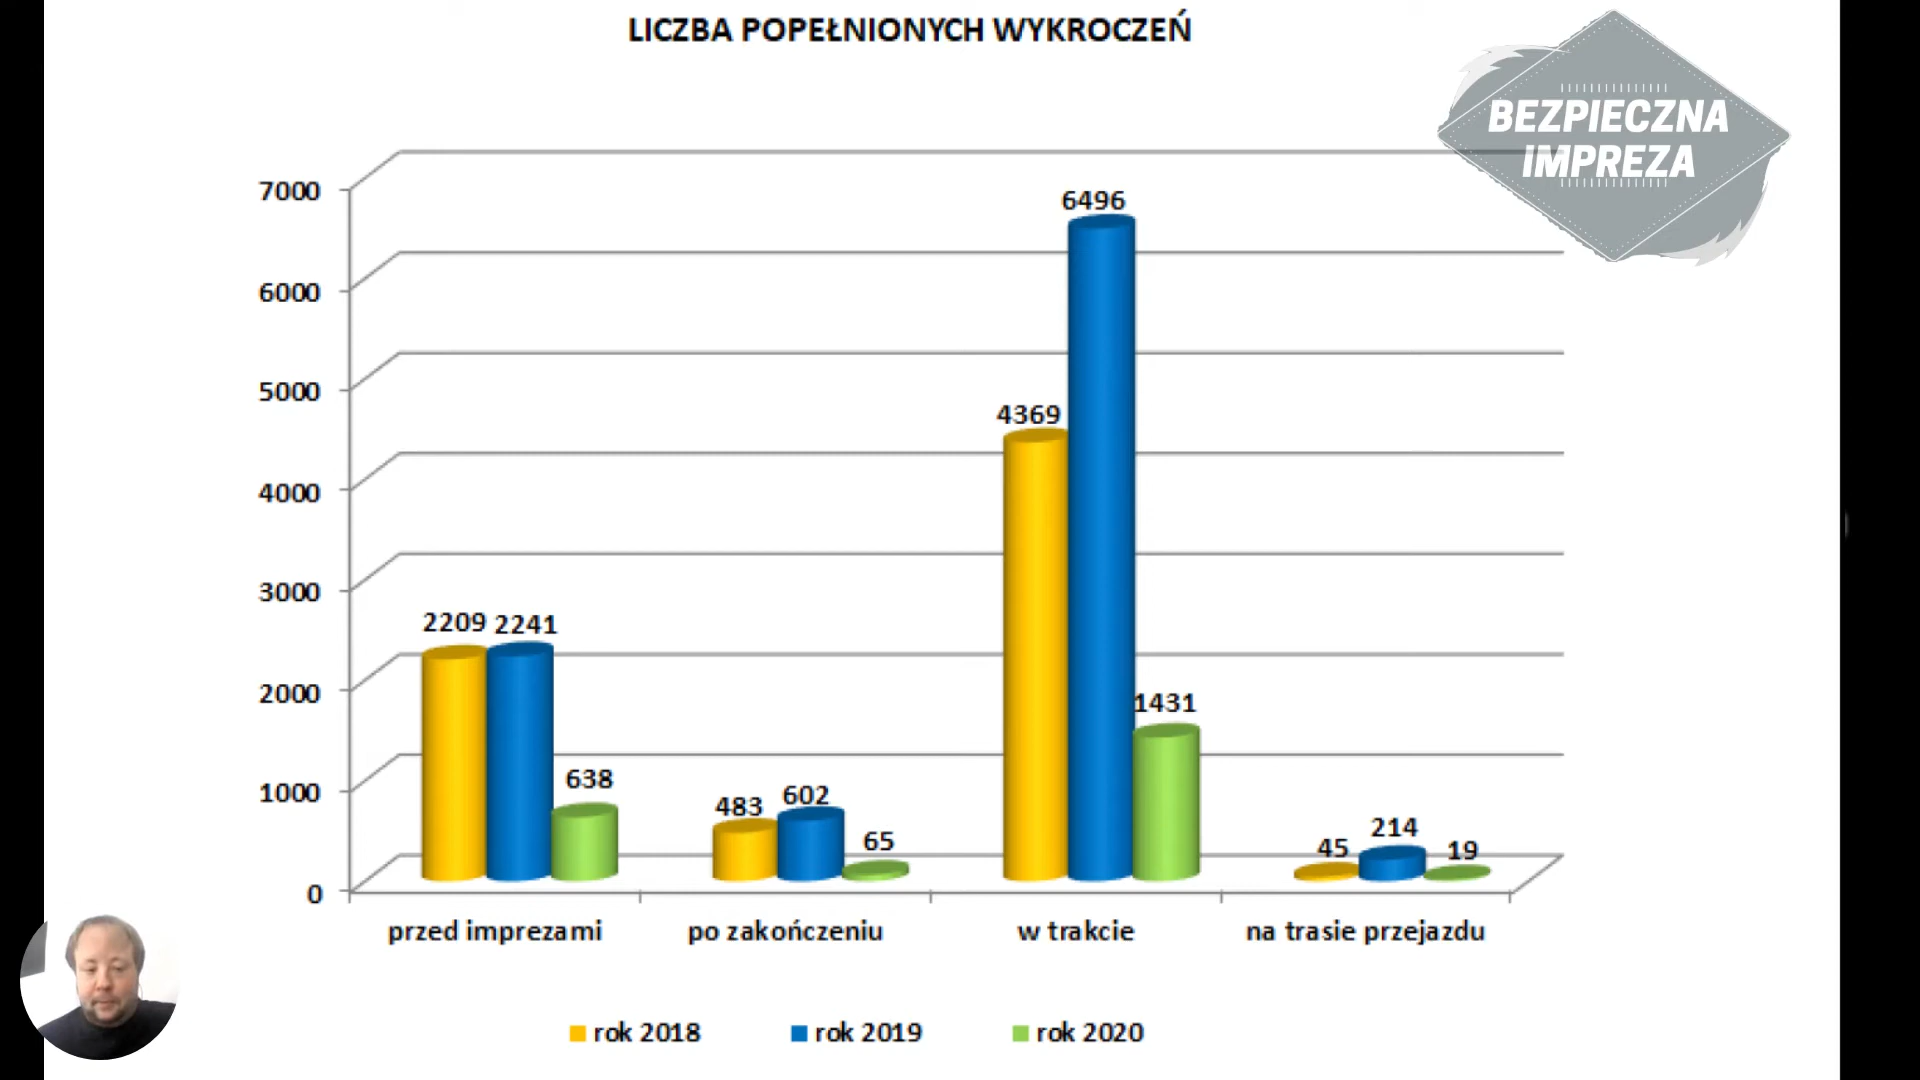 LICZBA POPEŁNIONYCH WYKROCZEŃ
BEZPIECZNA
IMPREZA
7000
6000
5000
4000
3000
2000
1000
0
2209 2241 638
483 602 65
4369 6496 1431
45 214 19
przed imprezami po zakończeniu w trakcie na trasie przejazdu
rok 2018 rok 2019 rok 2020